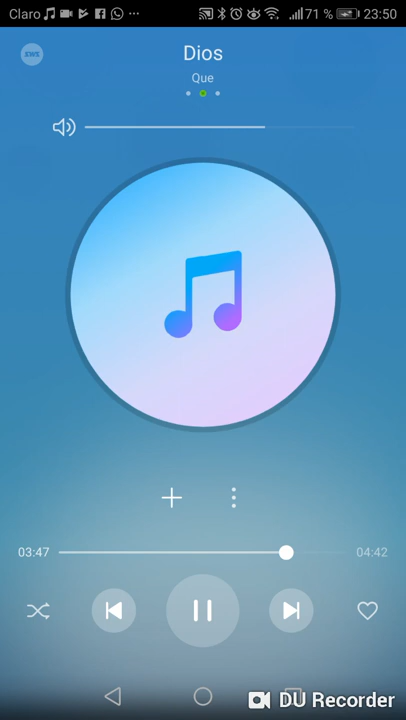 Claro ... 71 % 23:50
SWS
Dios
Que
03:47 04:42
DU Recorder